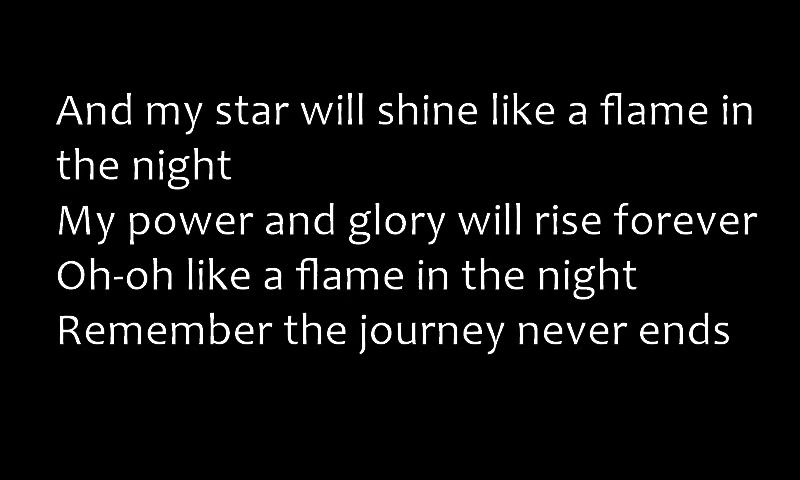 And my star will shine like a flame in
the night
My power and glory will rise forever
Oh-oh like a flame in the night
Remember the journey never ends